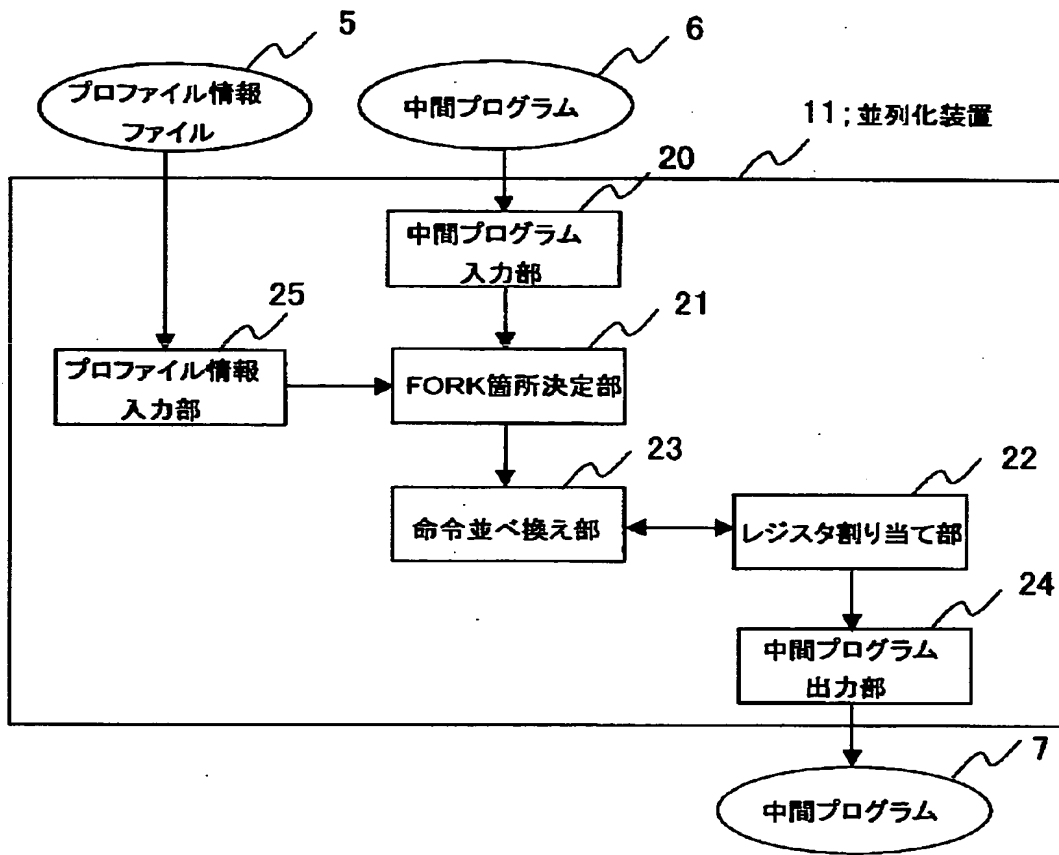 5
6
プロファイル情報
ファイル
中間プログラム
11;並列化装置
20
中間プログラム
入力部
25
21
プロファイル情報
入力部
FORK箇所決定部
23
22
命令並べ換え部
レジスタ割り当て部
24
中間プログラム
出力部
7
中間プログラム